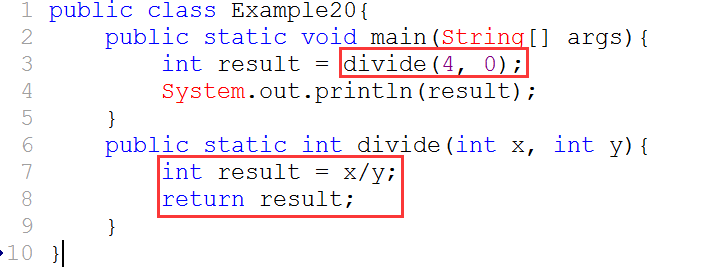 1 public class Example20{
2 public static void main(String[] args){
3 int result = divide(4, 0);
4 System.out.println(result);
5 }
6 public static int divide(int x, int y){
7 int result = x/y;
8 return result;
9 }
10 }